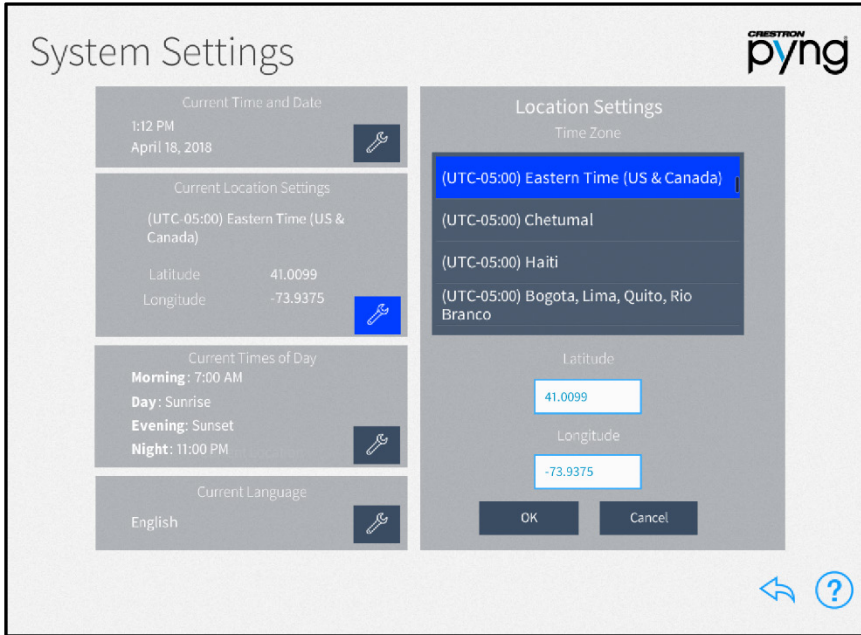 System Settings
CRESTRON
pyng
Current Time and Date
1:12 PM
April 18, 2018
Current Location Settings
(UTC-05:00) Eastern Time (US &
Canada)
Latitude 41.0099
Longitude -73.9375
Current Times of Day
Morning: 7:00 AM
Day: Sunrise
Evening: Sunset
Night: 11:00 PM
Current Language
English
Location Settings
Time Zone
(UTC-05:00) Eastern Time (US & Canada)
(UTC-05:00) Chetumal
(UTC-05:00) Haiti
(UTC-05:00) Bogota, Lima, Quito, Rio
Branco
Latitude
41.0099
Longitude
-73.9375
OK Cancel
?